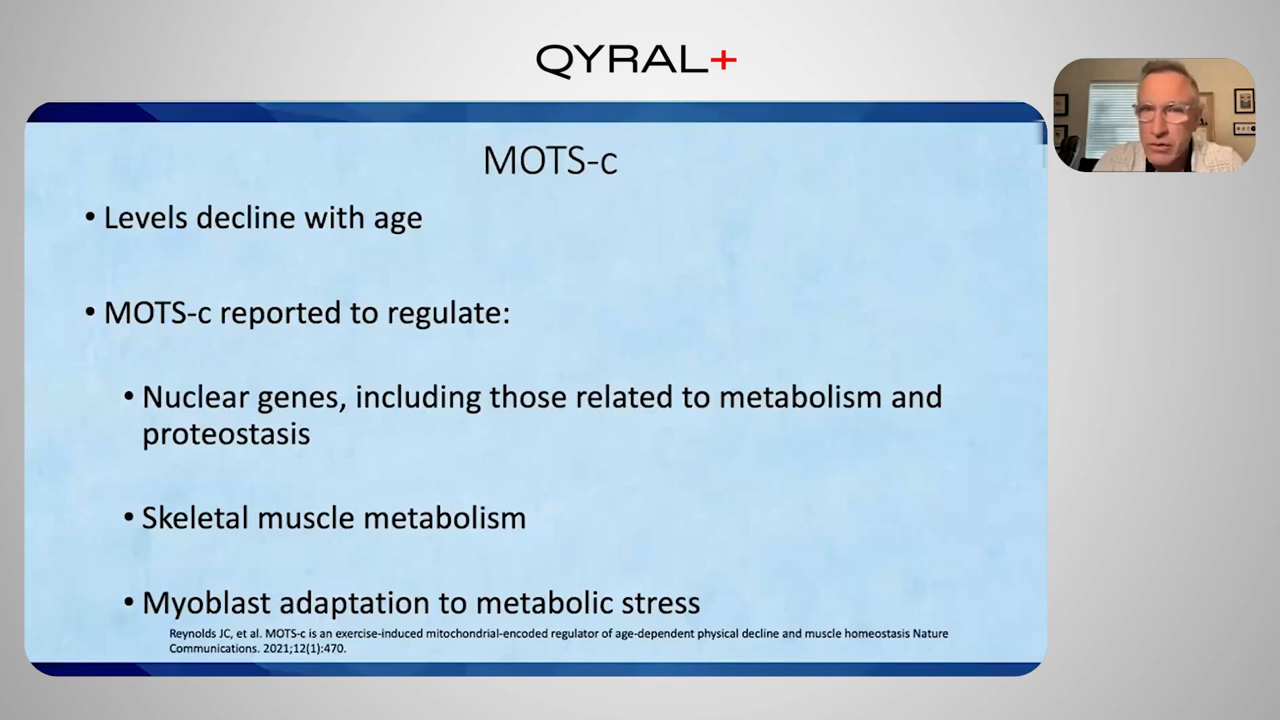 QYRAL+
MOTS-c
• Levels decline with age
• MOTS-c reported to regulate:
• Nuclear genes, including those related to metabolism and
proteostasis
• Skeletal muscle metabolism
• Myoblast adaptation to metabolic stress
Reynolds JC, et al. MOTS-c is an exercise-induced mitochondrial-encoded regulator of age-dependent physical decline and muscle homeostasis Nature
Communications. 2021;12(1):470.